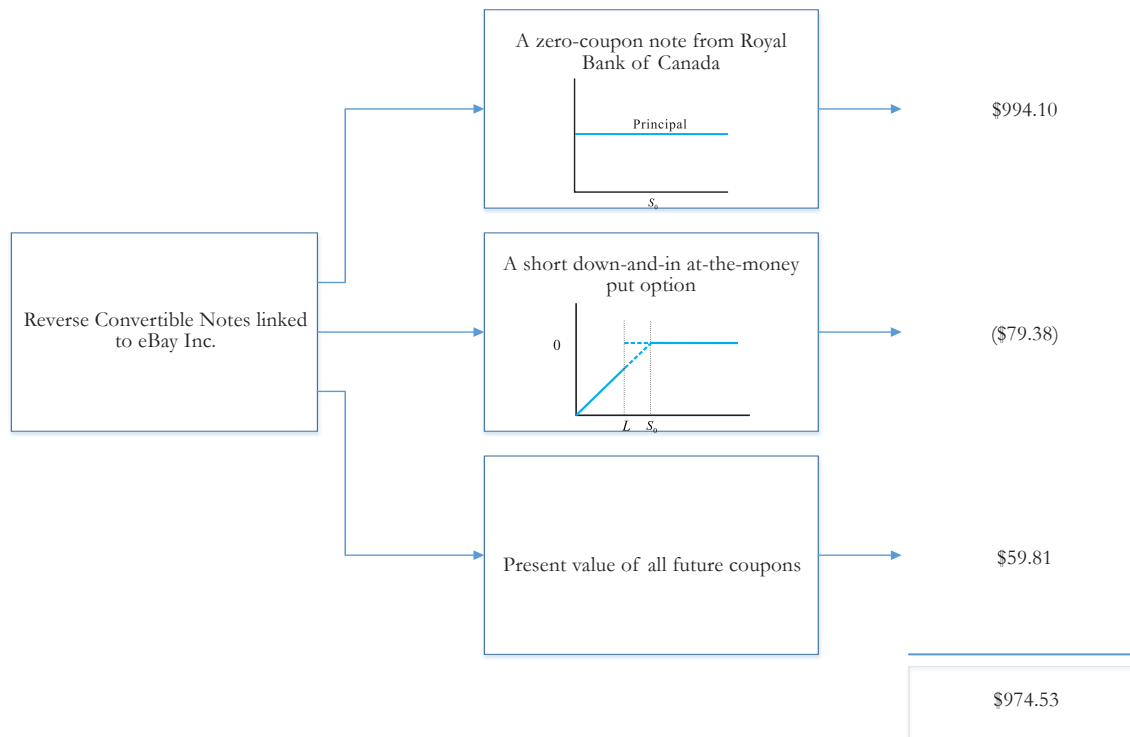 A zero-coupon note from Royal
Bank of Canada
Principal
S₀
$994.10
Reverse Convertible Notes linked
to eBay Inc.
A short down-and-in at-the-money
put option
0
L S₀
($79.38)
Present value of all future coupons
$59.81
$974.53